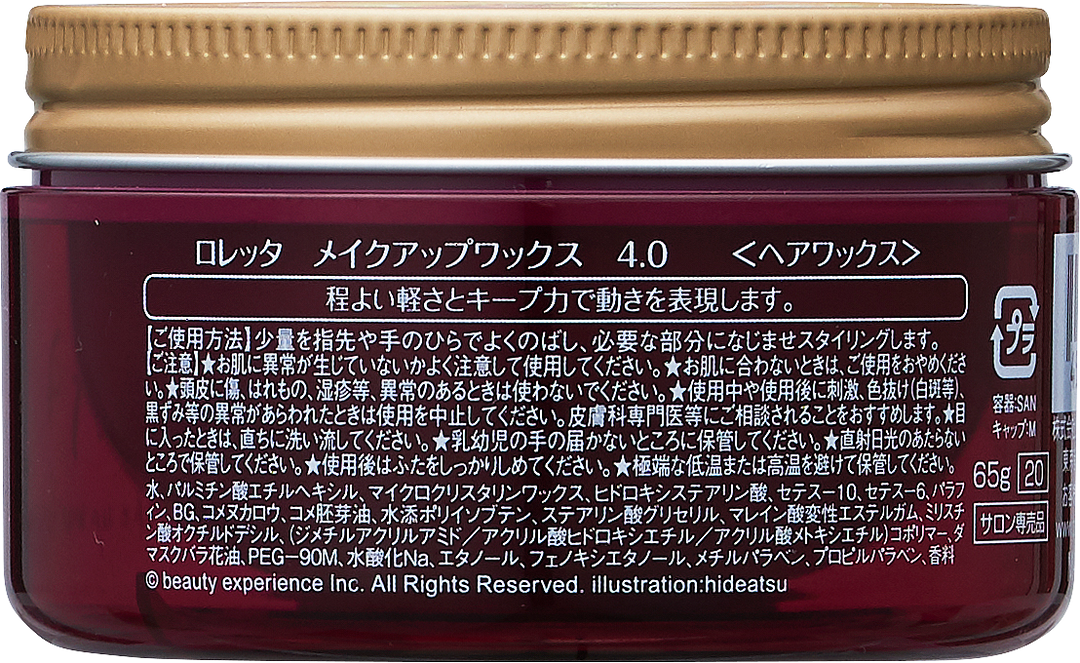 ロレッタ メイクアップワックス 4.0 <ヘアワックス>
程よい軽さとキープ力で動きを表現します。
【ご使用方法】少量を指先や手のひらでよくのばし、必要な部分になじませスタイリングします。
【ご注意】★お肌に異常が生じていないかよく注意して使用してください。★お肌に合わないときは、ご使用をおやめくださ
い。★頭皮に傷、はれもの、湿疹等、異常のあるときは使わないでください。★使用中や使用後に刺激、色抜け(白斑等)、
黒ずみ等の異常があらわれたときは使用を中止してください。皮膚科専門医等にご相談されることをおすすめします。★目
に入ったときは、直ちに洗い流してください。★乳幼児の手の届かないところに保管してください。★直射日光のあたらない
ところで保管してください。★使用後はふたをしっかりしめてください。★極端な低温または高温を避けて保管してください。
水、パルミチン酸エチルヘキシル、マイクロクリスタリンワックス、ヒドロキシステアリン酸、セテス-10、セテス-6、パラフ
ィン、BG、コメヌカロウ、コメ胚芽油、水添ポリイソブテン、ステアリン酸グリセリル、マレイン酸変性エステルガム、ミリスチ
ン酸オクチルドデシル、(ジメチルアクリルアミド/アクリル酸ヒドロキシエチル/アクリル酸メトキシエチル)コポリマー、ダ
マスクバラ花油、PEG-90M、水酸化Na、エタノール、フェノキシエタノール、メチルパラベン、プロピルパラベン、香料
© beauty experience Inc. All Rights Reserved. illustration:hideatsu
プラ
容器:SAN
キャップ:M
65g 20
サロン専売品